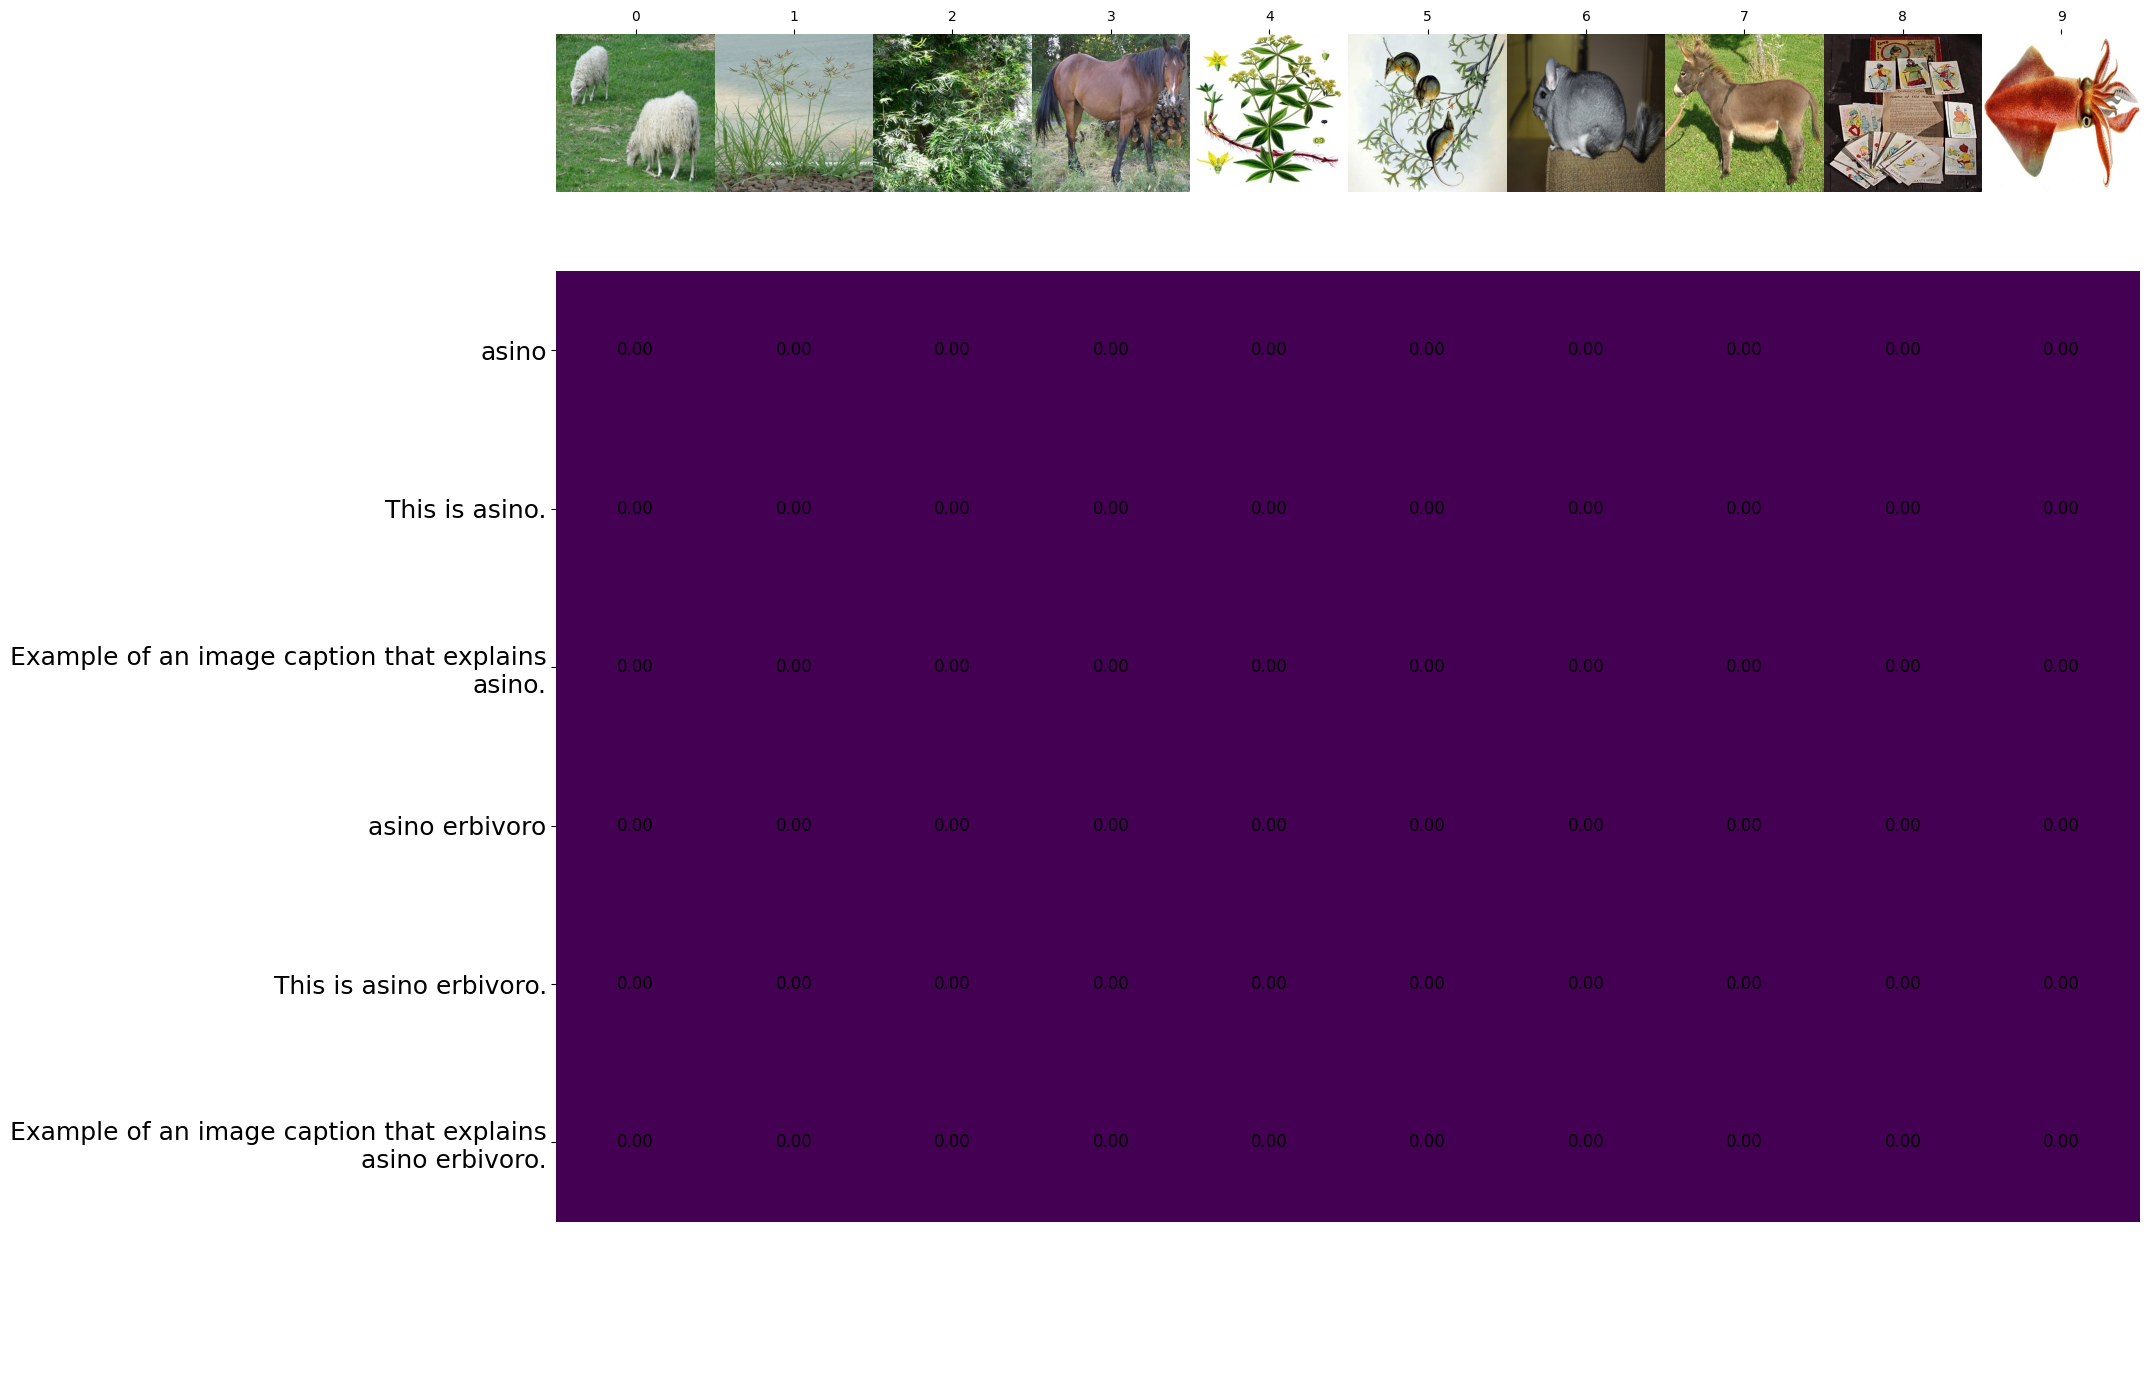 0 1 2 3 4 5 6 7 8 9
asino 0.00 0.00 0.00 0.00 0.00 0.00 0.00 0.00 0.00 0.00
This is asino. 0.00 0.00 0.00 0.00 0.00 0.00 0.00 0.00 0.00 0.00
Example of an image caption that explains
asino. 0.00 0.00 0.00 0.00 0.00 0.00 0.00 0.00 0.00 0.00
asino erbivoro 0.00 0.00 0.00 0.00 0.00 0.00 0.00 0.00 0.00 0.00
This is asino erbivoro. 0.00 0.00 0.00 0.00 0.00 0.00 0.00 0.00 0.00 0.00
Example of an image caption that explains
asino erbivoro. 0.00 0.00 0.00 0.00 0.00 0.00 0.00 0.00 0.00 0.00